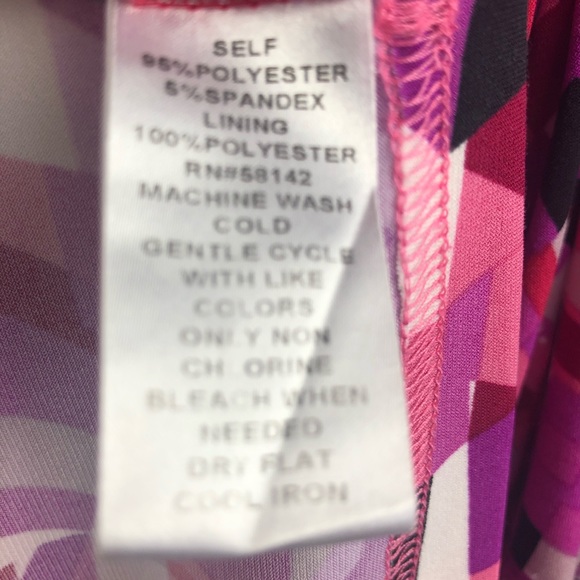 SELF
95%POLYESTER
5%SPANDEX
LINING
100%POLYESTER
RN#58142
MACHINE WASH
COLD
GENTLE CYCLE
WITH LIKE
COLORS
ONLY NON
CHLORINE
BLEACH WHEN
NEEDED
DRY FLAT
COOL IRON